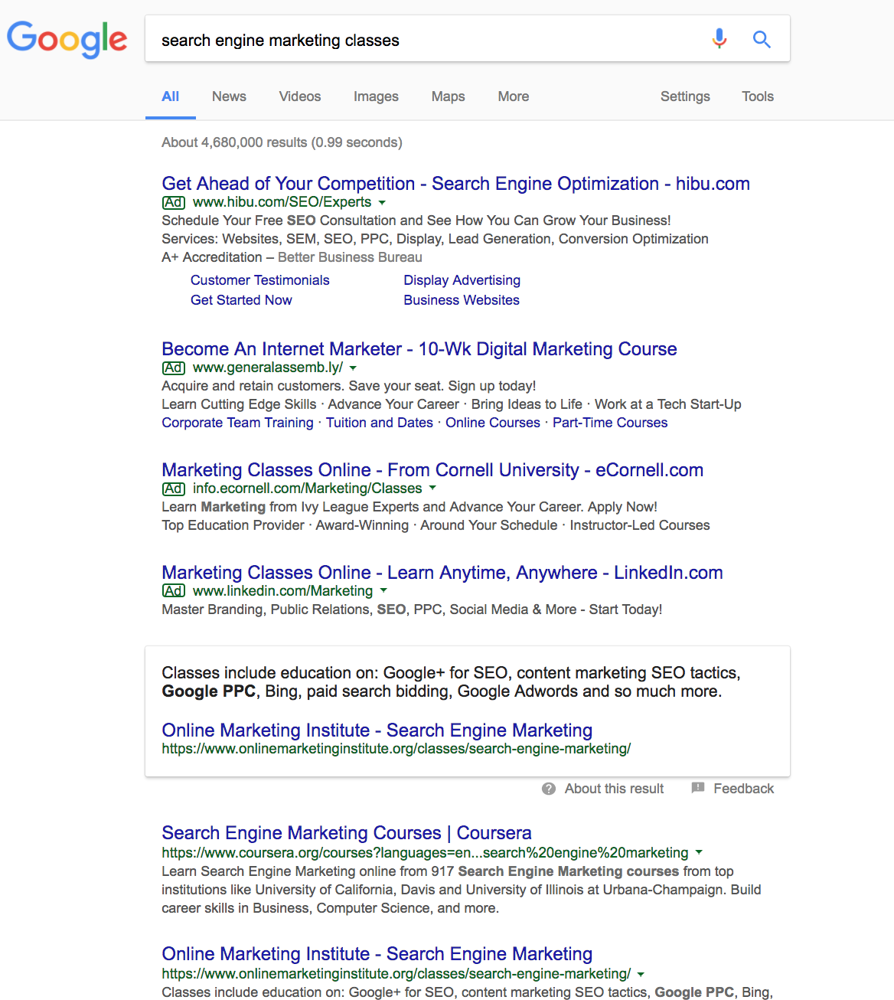 Google
search engine marketing classes
All News Videos Images Maps More Settings Tools
About 4,680,000 results (0.99 seconds)
Get Ahead of Your Competition - Search Engine Optimization - hibu.com
Ad www.hibu.com/SEO/Experts
Schedule Your Free SEO Consultation and See How You Can Grow Your Business!
Services: Websites, SEM, SEO, PPC, Display, Lead Generation, Conversion Optimization
A+ Accreditation – Better Business Bureau
Customer Testimonials Display Advertising
Get Started Now Business Websites
Become An Internet Marketer - 10-Wk Digital Marketing Course
Ad www.generalassemb.ly/
Acquire and retain customers. Save your seat. Sign up today!
Learn Cutting Edge Skills · Advance Your Career · Bring Ideas to Life · Work at a Tech Start-Up
Corporate Team Training · Tuition and Dates · Online Courses · Part-Time Courses
Marketing Classes Online - From Cornell University - eCornell.com
Ad info.ecornell.com/Marketing/Classes
Learn Marketing from Ivy League Experts and Advance Your Career. Apply Now!
Top Education Provider · Award-Winning · Around Your Schedule · Instructor-Led Courses
Marketing Classes Online - Learn Anytime, Anywhere - LinkedIn.com
Ad www.linkedin.com/Marketing
Master Branding, Public Relations, SEO, PPC, Social Media & More - Start Today!
Classes include education on: Google+ for SEO, content marketing SEO tactics,
Google PPC, Bing, paid search bidding, Google Adwords and so much more.
Online Marketing Institute - Search Engine Marketing
https://www.onlinemarketinginstitute.org/classes/search-engine-marketing/
About this result Feedback
Search Engine Marketing Courses | Coursera
https://www.coursera.org/courses?languages=en...search%20engine%20marketing
Learn Search Engine Marketing online from 917 Search Engine Marketing courses from top
institutions like University of California, Davis and University of Illinois at Urbana-Champaign. Build
career skills in Business, Computer Science, and more.
Online Marketing Institute - Search Engine Marketing
https://www.onlinemarketinginstitute.org/classes/search-engine-marketing/
Classes include education on: Google+ for SEO, content marketing SEO tactics, Google PPC, Bing,